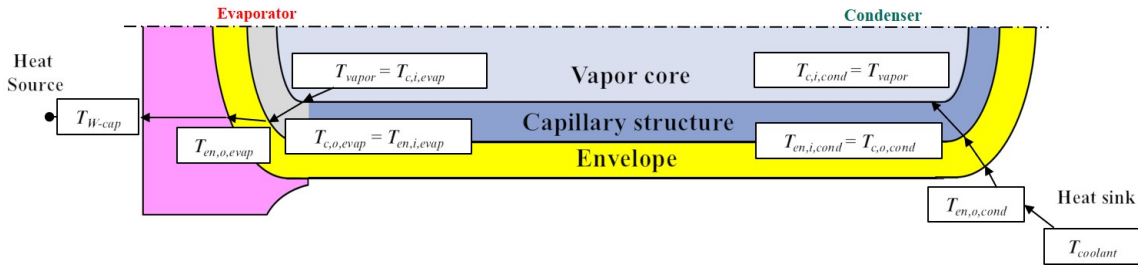 Evaporator
Condenser
Heat
Source
T_{vapor} = T_{c,i,evap}
Vapor core
T_{c,i,cond} = T_{vapor}
T_{W-cap}
Capillary structure
T_{en,o,evap}
T_{c,o,evap} = T_{en,i,evap}
T_{en,i,cond} = T_{c,o,cond}
Envelope
T_{en,o,cond}
Heat sink
T_{coolant}